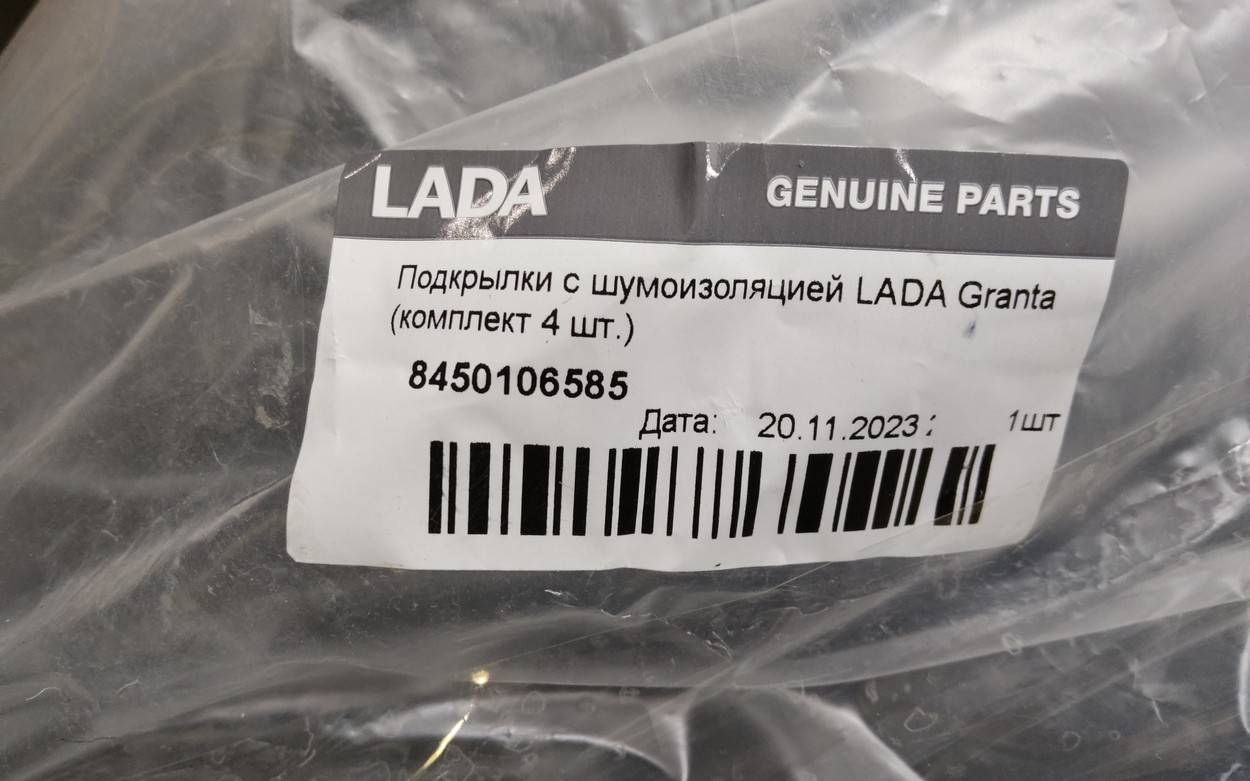 LADA GENUINE PARTS
Подкрылки с шумоизоляцией LADA Granta
(комплект 4 шт.)
8450106585
Дата: 20.11.2023 : 1шт